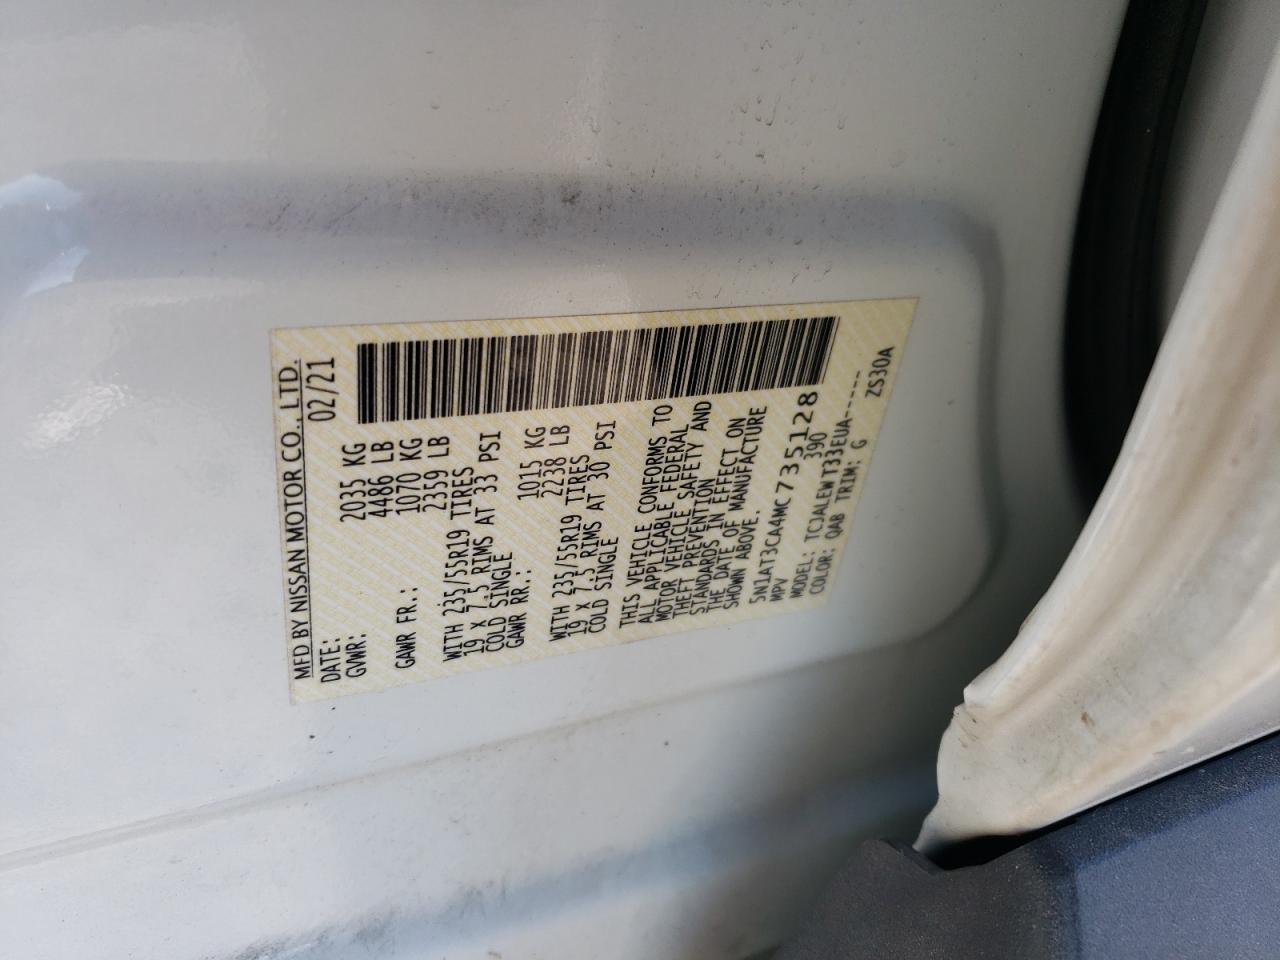 MFD BY NISSAN MOTOR CO., LTD.
DATE: 02/21
GVWR: 2035 KG
4486 LB
GAWR FR.: 1070 KG
2359 LB
WITH 235/55R19 TIRES
19 X 7.5 RIMS AT 33 PSI
COLD SINGLE
GAWR RR.: 1015 KG
2238 LB
WITH 235/55R19 TIRES
19 X 7.5 RIMS AT 30 PSI
COLD SINGLE
THIS VEHICLE CONFORMS TO
ALL APPLICABLE FEDERAL
MOTOR VEHICLE SAFETY AND
THEFT PREVENTION
STANDARDS IN EFFECT ON
THE DATE OF MANUFACTURE
SHOWN ABOVE.
5N1AT3CA4MC735128
MPV 390
MODEL: TCJALEWT33EUA------
COLOR: QAB TRIM: G ZS30A